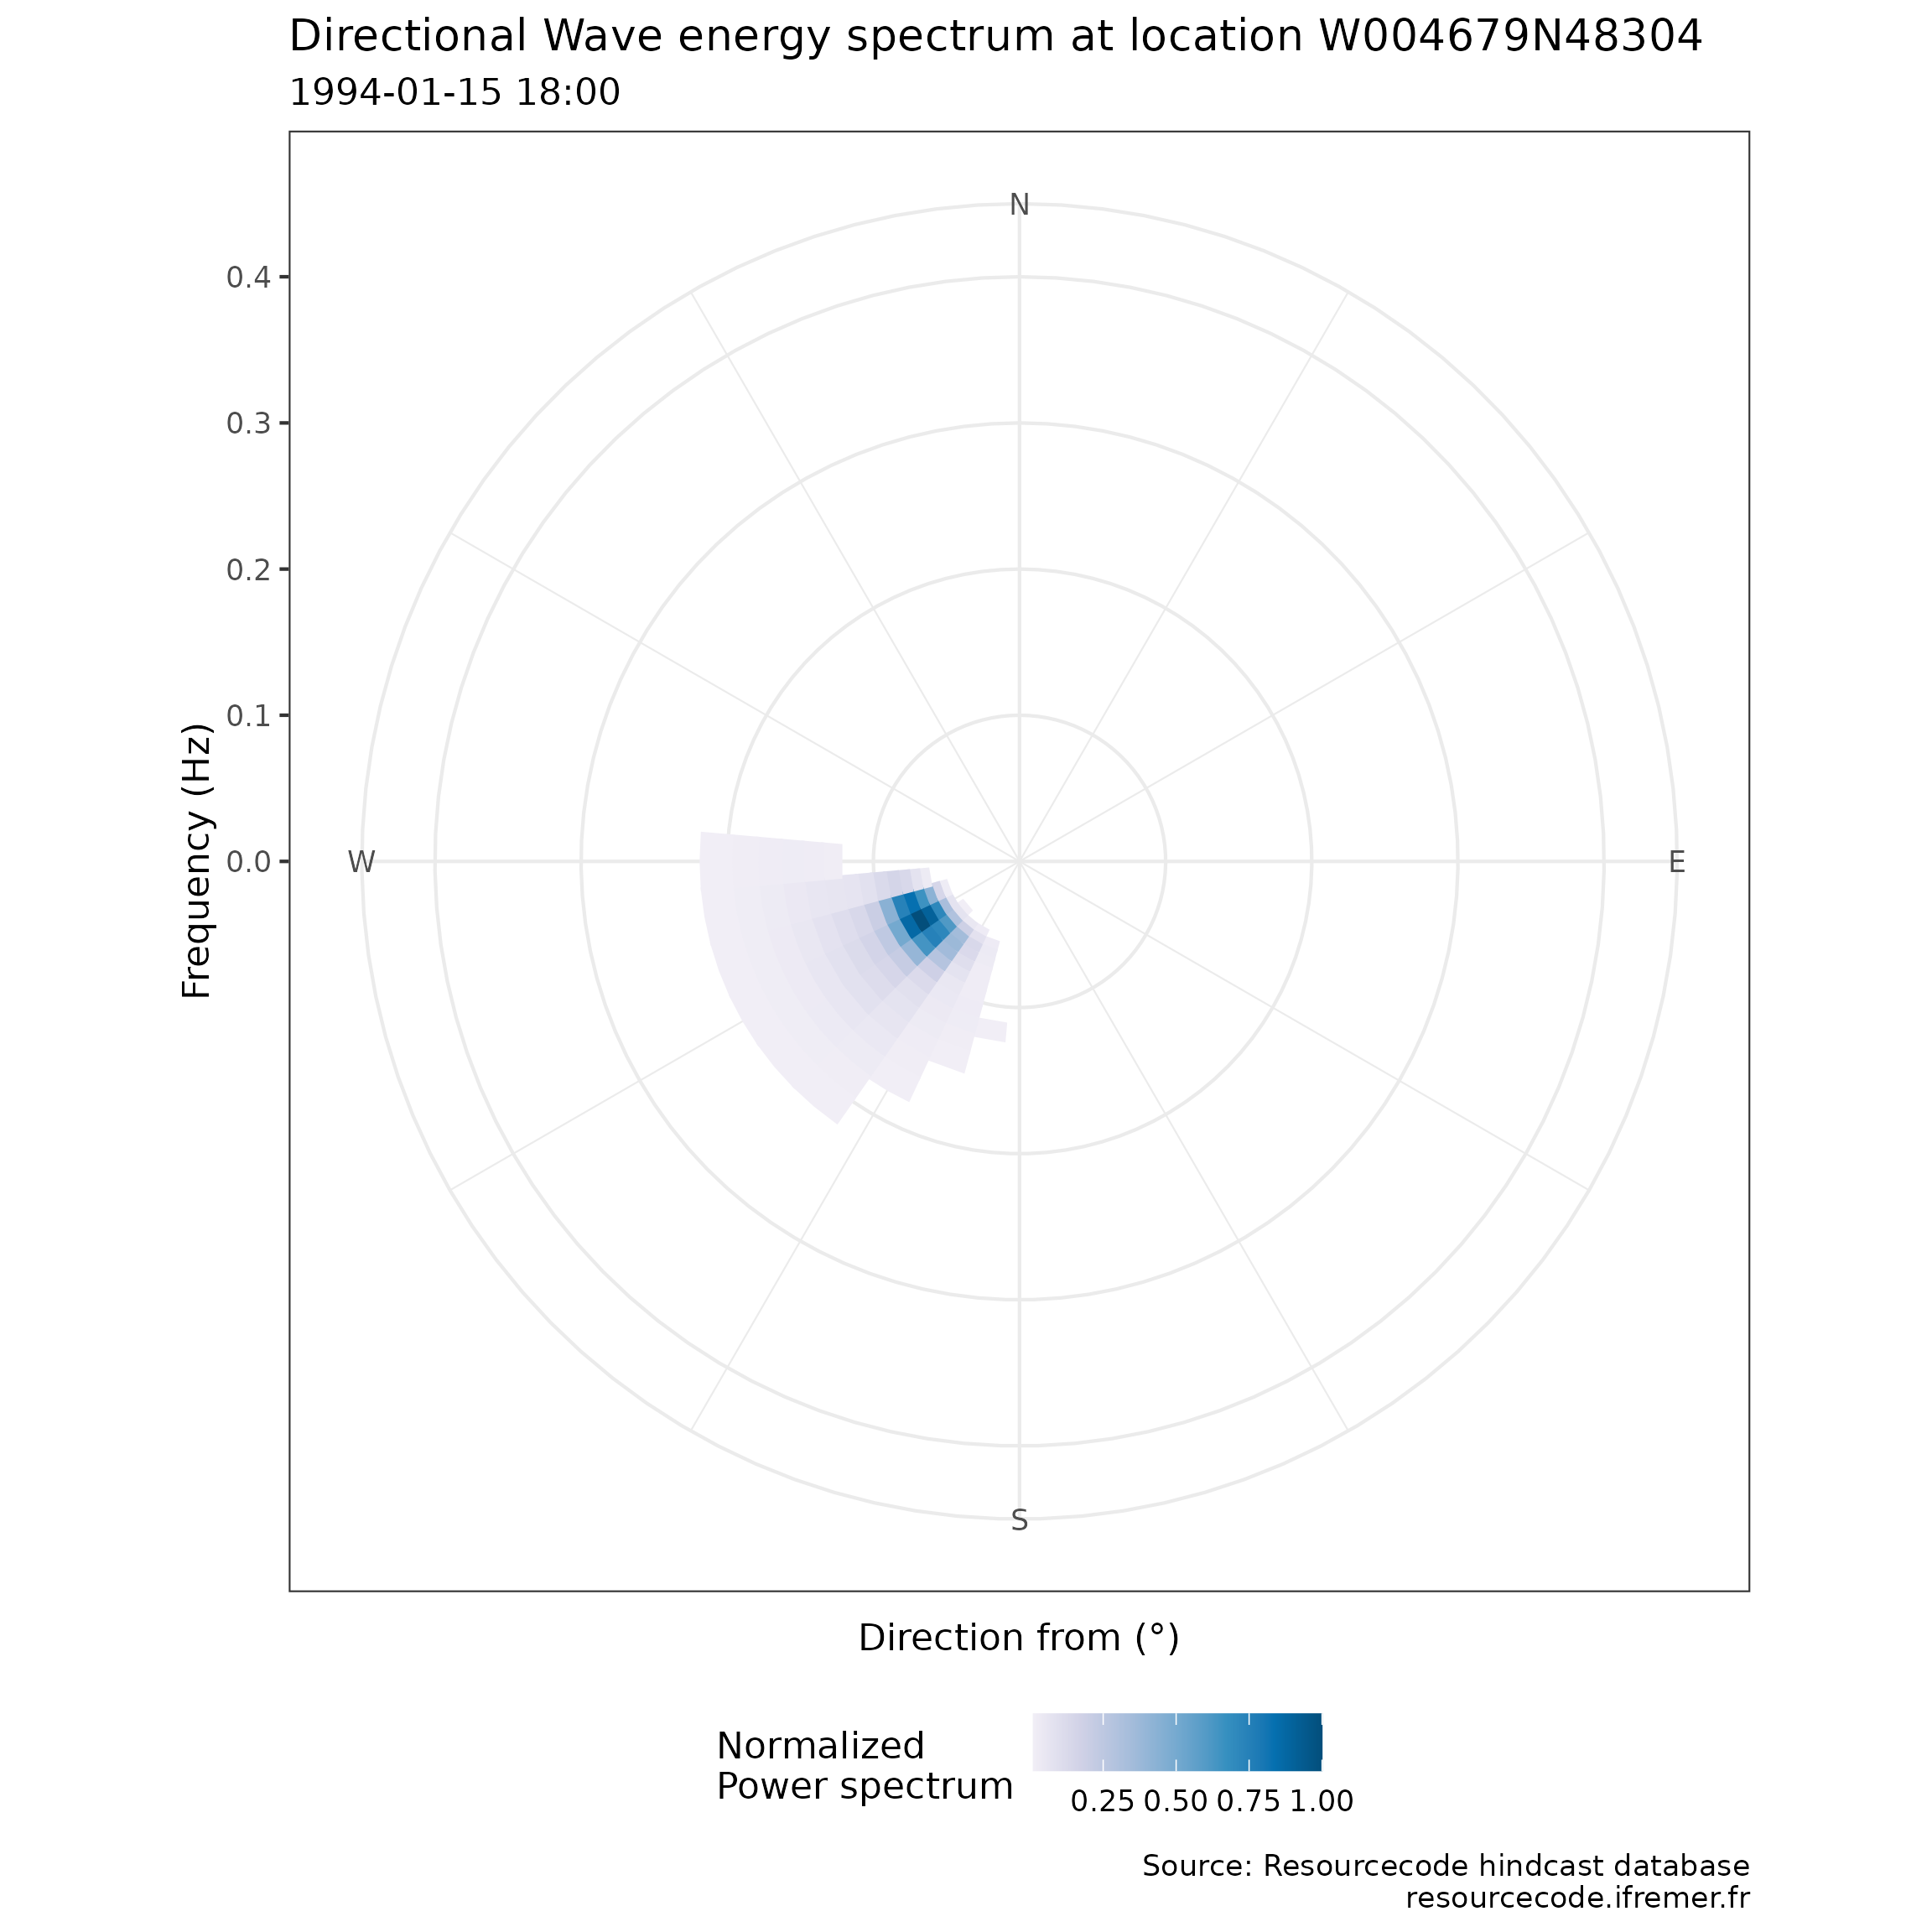 Directional Wave energy spectrum at location W004679N48304
1994-01-15 18:00
N
0.4
0.3
0.2
0.1
0.0
W
E
S
Frequency (Hz)
Direction from (°)
Normalized
Power spectrum
0.25 0.50 0.75 1.00
Source: Resourcecode hindcast database
resourcecode.ifremer.fr